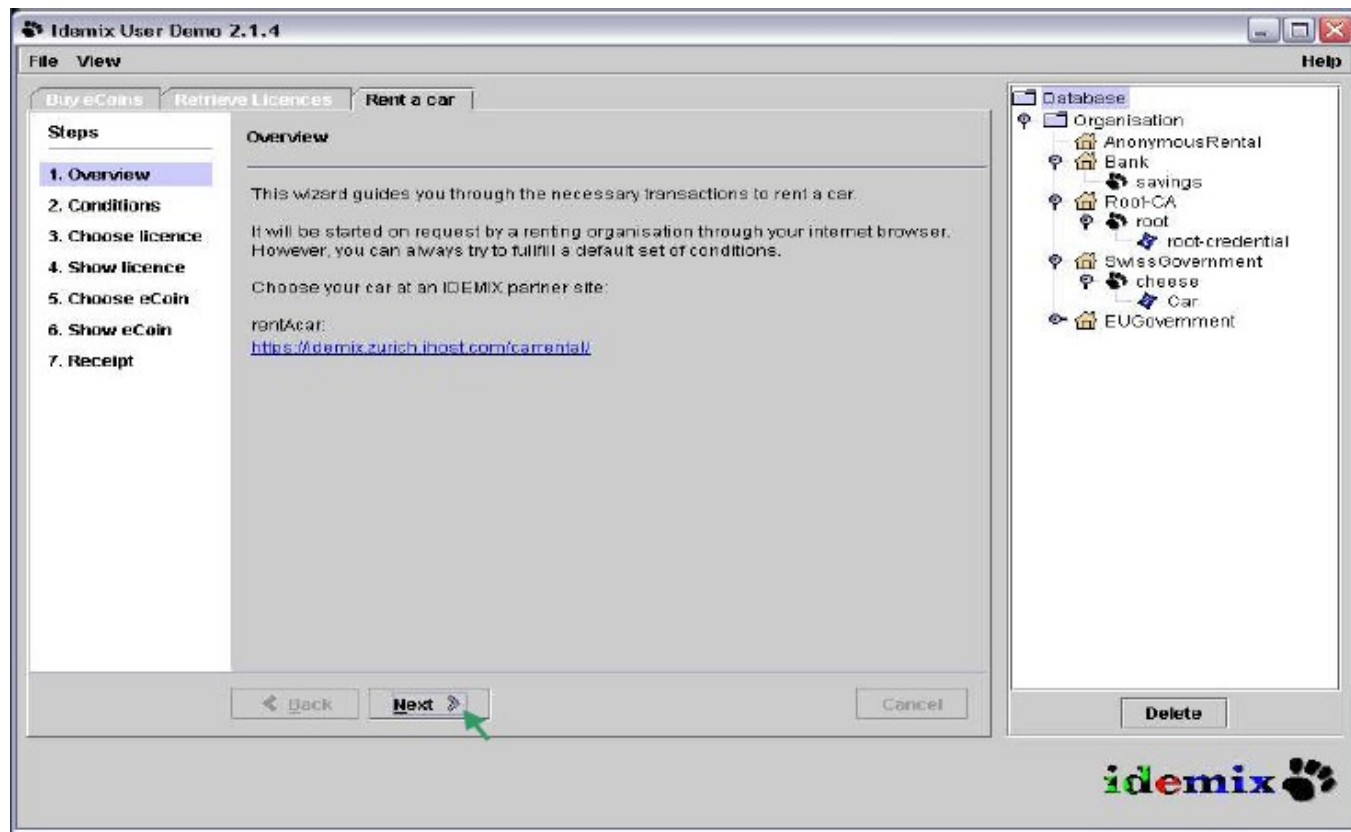 Idemix User Demo 2.1.4
File View Help
Buy eCoins Retrieve Licences Rent a car
Steps
1. Overview
2. Conditions
3. Choose licence
4. Show licence
5. Choose eCoin
6. Show eCoin
7. Receipt
Overview
This wizard guides you through the necessary transactions to rent a car.
It will be started on request by a renting organisation through your internet browser.
However, you can always try to fullfill a default set of conditions.
Choose your car at an IDEMIX partner site:
rentAcar:
https://idemix.zurich.ihost.com/carrental/
Back Next Cancel
Database
Organisation
AnonymousRental
Bank
savings
Root-CA
root
root-credential
SwissGovernment
cheese
Car
EUGovernment
Delete
idemix